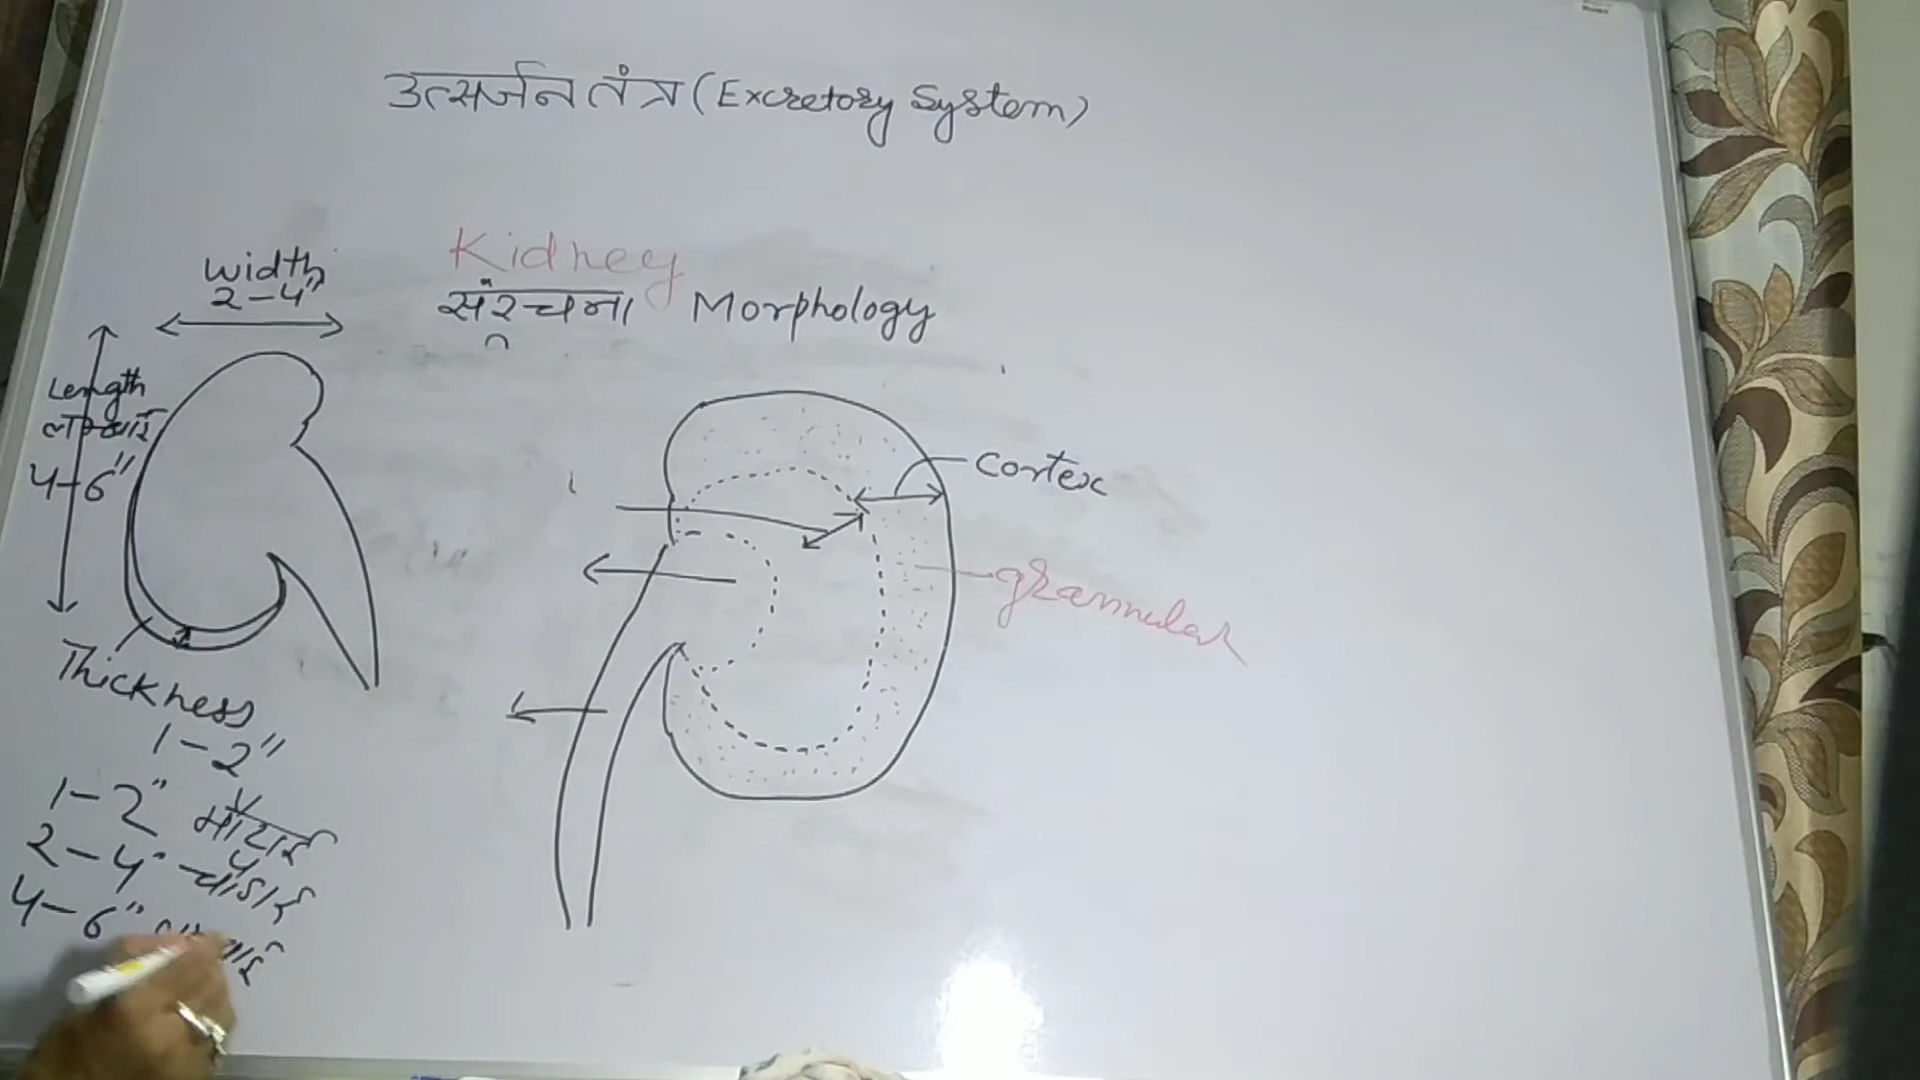 उत्सर्जन तंत्र (Excretory System)
Kidney
संरचना Morphology
width
2-4"
Length
लम्बाई
4-6"
Cortex
Thickness
1-2"
1-2" मोटाई
2-4" चौड़ाई
4-6"